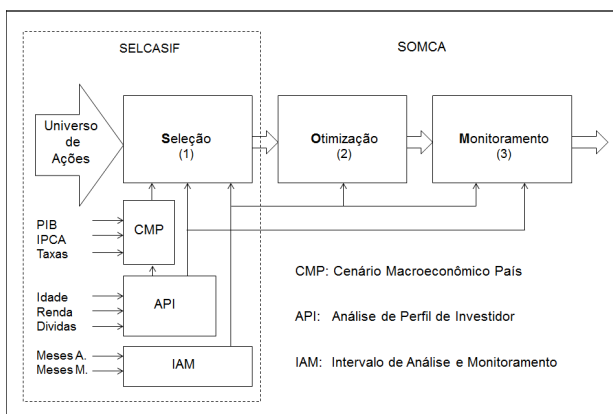 SELCASIF
SOMCA
Universo
de
Ações
Seleção
(1)
Otimização
(2)
Monitoramento
(3)
PIB
IPCA
Taxas
CMP
Idade
Renda
Dividas
API
Meses A.
Meses M.
IAM
CMP: Cenário Macroeconômico País
API: Análise de Perfil de Investidor
IAM: Intervalo de Análise e Monitoramento